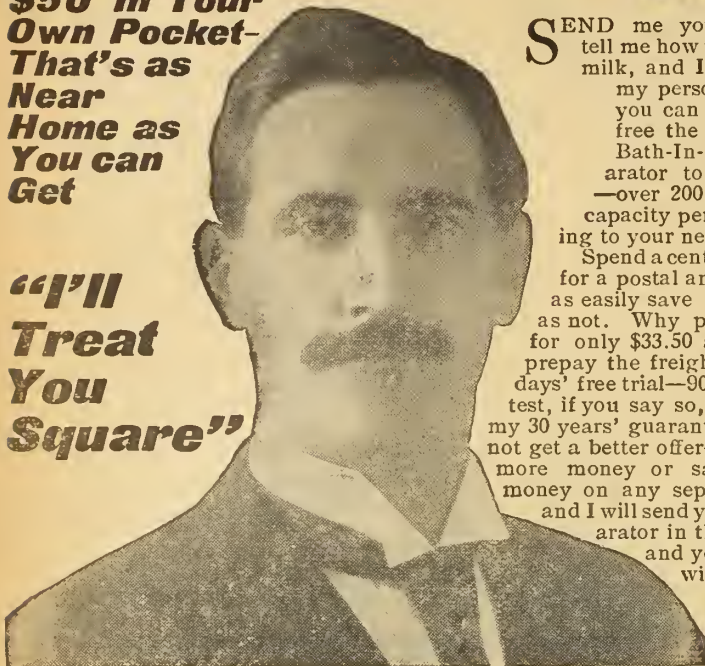 $50 in Your
Own Pocket-
That's as
Near
Home as
You can
Get
"I'll
Treat
You
Square"
SEND me yo
tell me how
milk, and I
my perso
you can
free the
Bath-In-
arator to
—over 200
capacity per
ing to your ne
Spend a cent
for a postal an
as easily save
as not. Why p
for only $33.50
prepay the freigh
days' free trial—90
test, if you say so,
my 30 years' guarant
not get a better offer-
more money or sa
money on any sep
and I will send y
arator in t
and y
wi